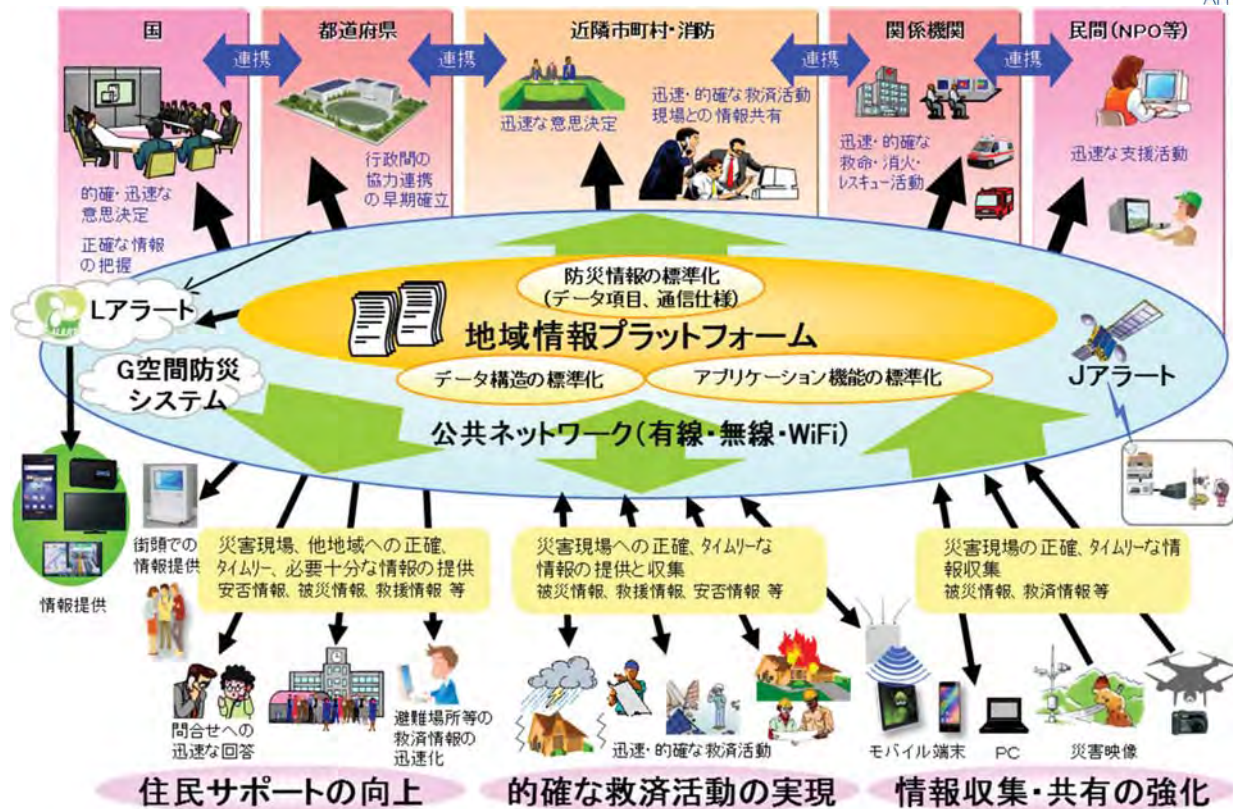 国
都道府県
近隣市町村・消防
関係機関
民間(NPO等)
連携
連携
連携
連携
迅速な意思決定
迅速・的確な救済活動
現場との情報共有
迅速・的確な
救命・消火・
レスキュー活動
迅速な支援活動
行政間の
協力連携
の早期確立
的確・迅速な
意思決定
正確な情報
の把握
防災情報の標準化
(データ項目、通信仕様)
Lアラート
地域情報プラットフォーム
Jアラート
G空間防災
システム
データ構造の標準化
アプリケーション機能の標準化
公共ネットワーク(有線・無線・WiFi)
街頭での
情報提供
情報提供
災害現場、他地域への正確、
タイムリー、必要十分な情報の提供
安否情報、被災情報、救援情報 等
災害現場への正確、タイムリーな
情報の提供と収集
被災情報、救援情報、安否情報 等
災害現場の正確、タイムリーな情
報収集
被災情報、救済情報等
問合せへの
迅速な回答
避難場所等の
救済情報の
迅速化
迅速・的確な救済活動
モバイル端末
PC
災害映像
住民サポートの向上
的確な救済活動の実現
情報収集・共有の強化